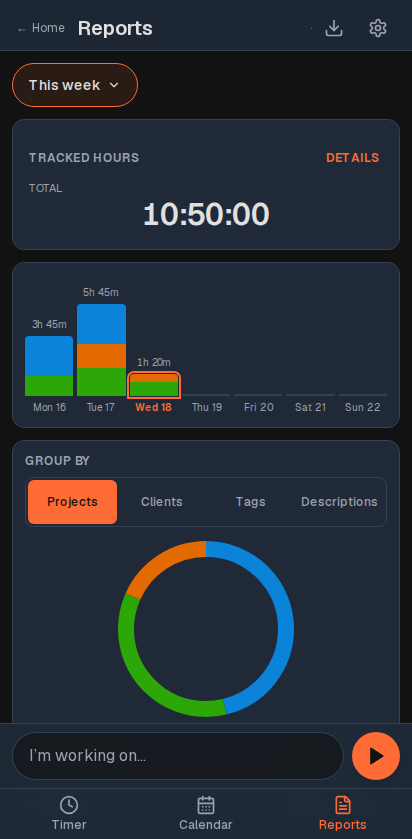 ← Home Reports
This week
TRACKED HOURS DETAILS
TOTAL
10:50:00
5h 45m
3h 45m
1h 20m
Mon 16 Tue 17 Wed 18 Thu 19 Fri 20 Sat 21 Sun 22
GROUP BY
Projects Clients Tags Descriptions
I'm working on...
Timer Calendar Reports